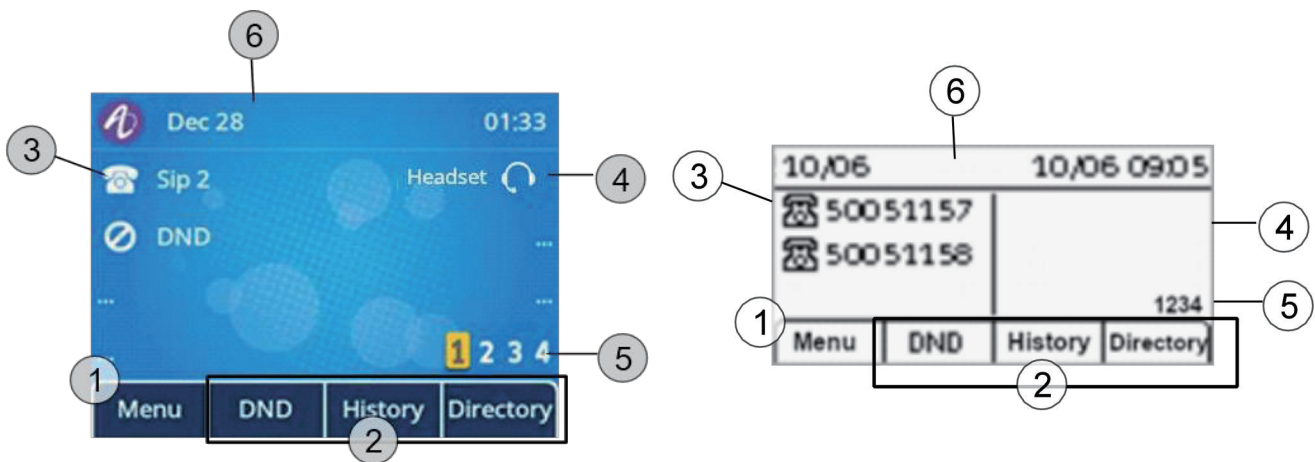 6
Dec 28 01:33
3
Sip 2 Headset
4
DND
...
... ...
1 2 3 4
5
...
1
Menu DND History Directory
2
6
10/06 10/06 09:05
3
50051157
4
50051158
1234
5
1
Menu DND History Directory
2